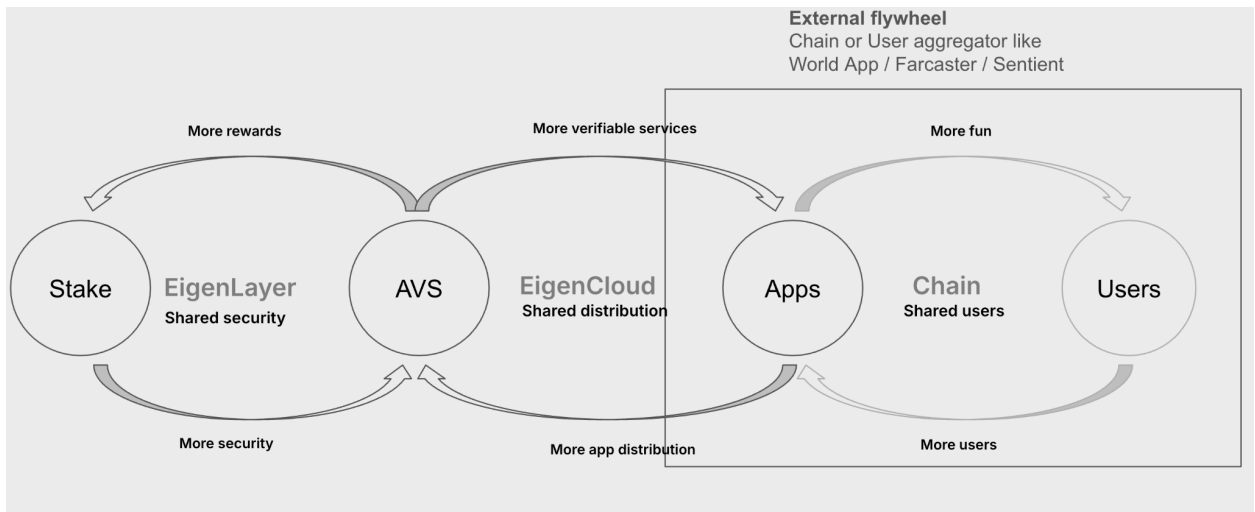 External flywheel
Chain or User aggregator like
World App / Farcaster / Sentient
More rewards
More verifiable services
More fun
Stake
EigenLayer
Shared security
AVS
EigenCloud
Shared distribution
Apps
Chain
Shared users
Users
More security
More app distribution
More users